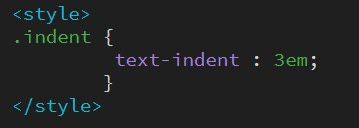 <style>
.indent {
text-indent : 3em;
}
</style>